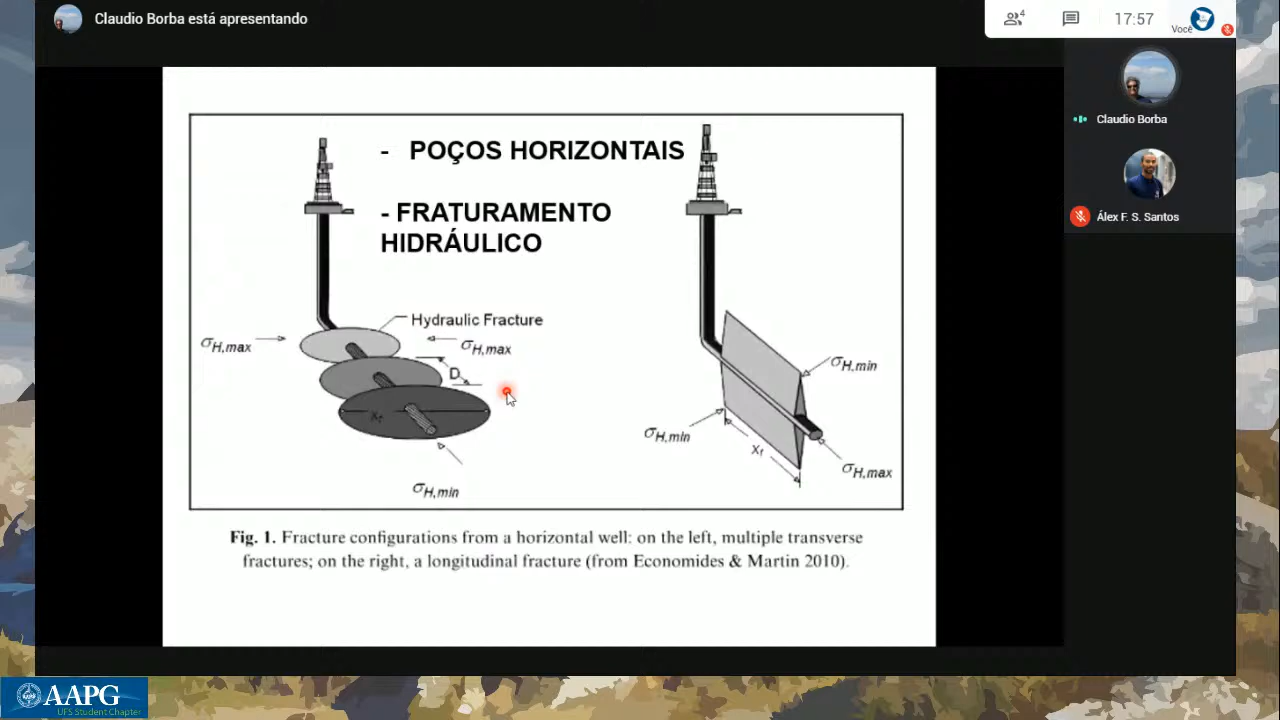 Claudio Borba está apresentando
4
17:57
Você
Claudio Borba
Álex F. S. Santos
- POÇOS HORIZONTAIS
- FRATURAMENTO
HIDRÁULICO
Hydraulic Fracture
σH,max
σH,max
D
xf
σH,min
σH,min
σH,min
xf
σH,max
Fig. 1. Fracture configurations from a horizontal well: on the left, multiple transverse
fractures; on the right, a longitudinal fracture (from Economides & Martin 2010).
AAPG
UFS Student Chapter